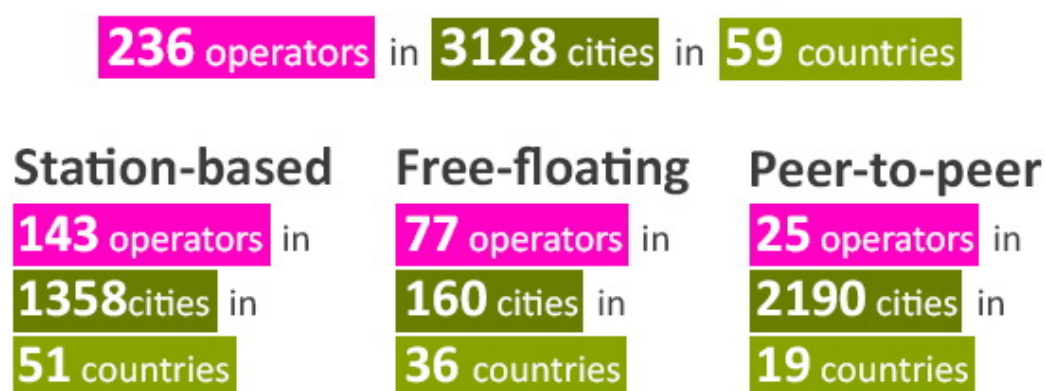 236 operators in 3128 cities in 59 countries
Station-based
143 operators in
1358cities in
51 countries
Free-floating
77 operators in
160 cities in
36 countries
Peer-to-peer
25 operators in
2190 cities in
19 countries